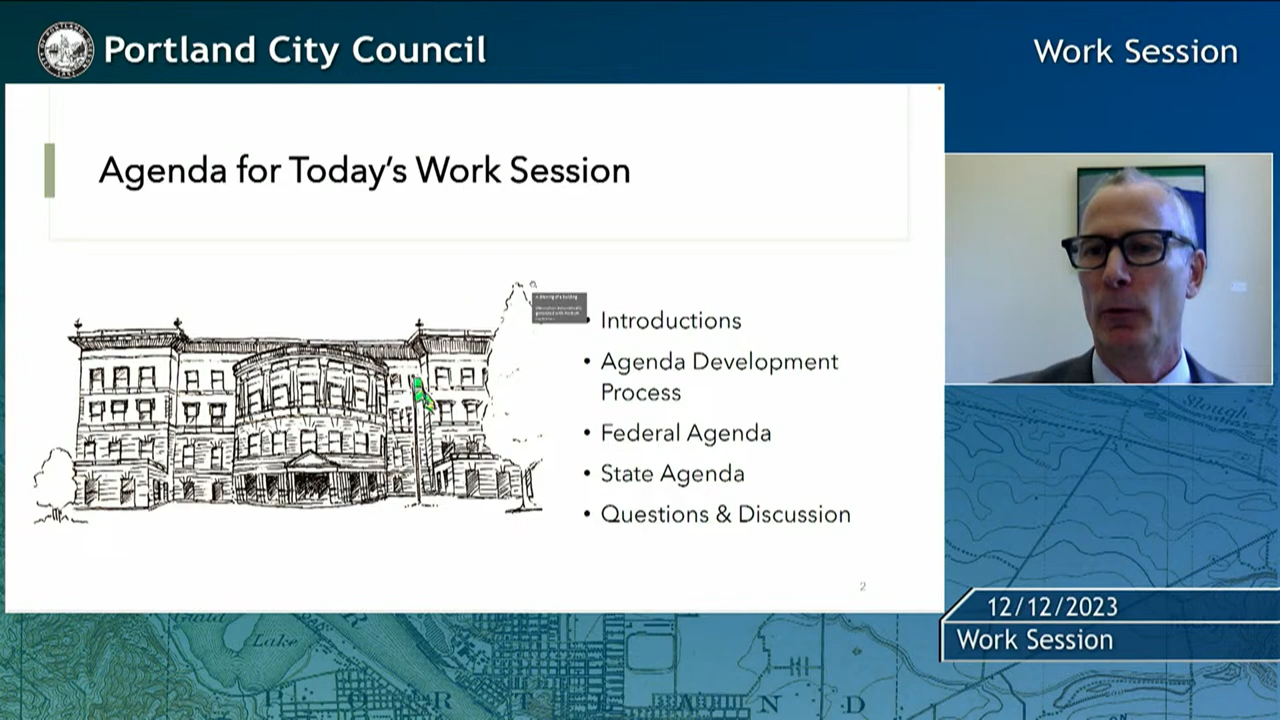 Portland City Council
Work Session
Agenda for Today's Work Session
• Introductions
• Agenda Development
Process
• Federal Agenda
• State Agenda
• Questions & Discussion
2
12/12/2023
Work Session
Slough
Guild
Lake